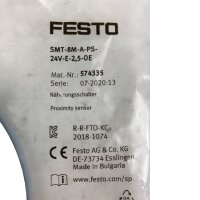 FESTO
SMT-8M-A-PS-
24V-E-2,5-OE
Mat.-Nr.: 574335
Serie: 07-2020:13
Näherungsschalter
Proximity sensor
R-R-FTO-KC
2018-1074
Festo AG & Co. KG
DE-73734 Esslingen
Made in Bulgaria
www.festo.com/sp